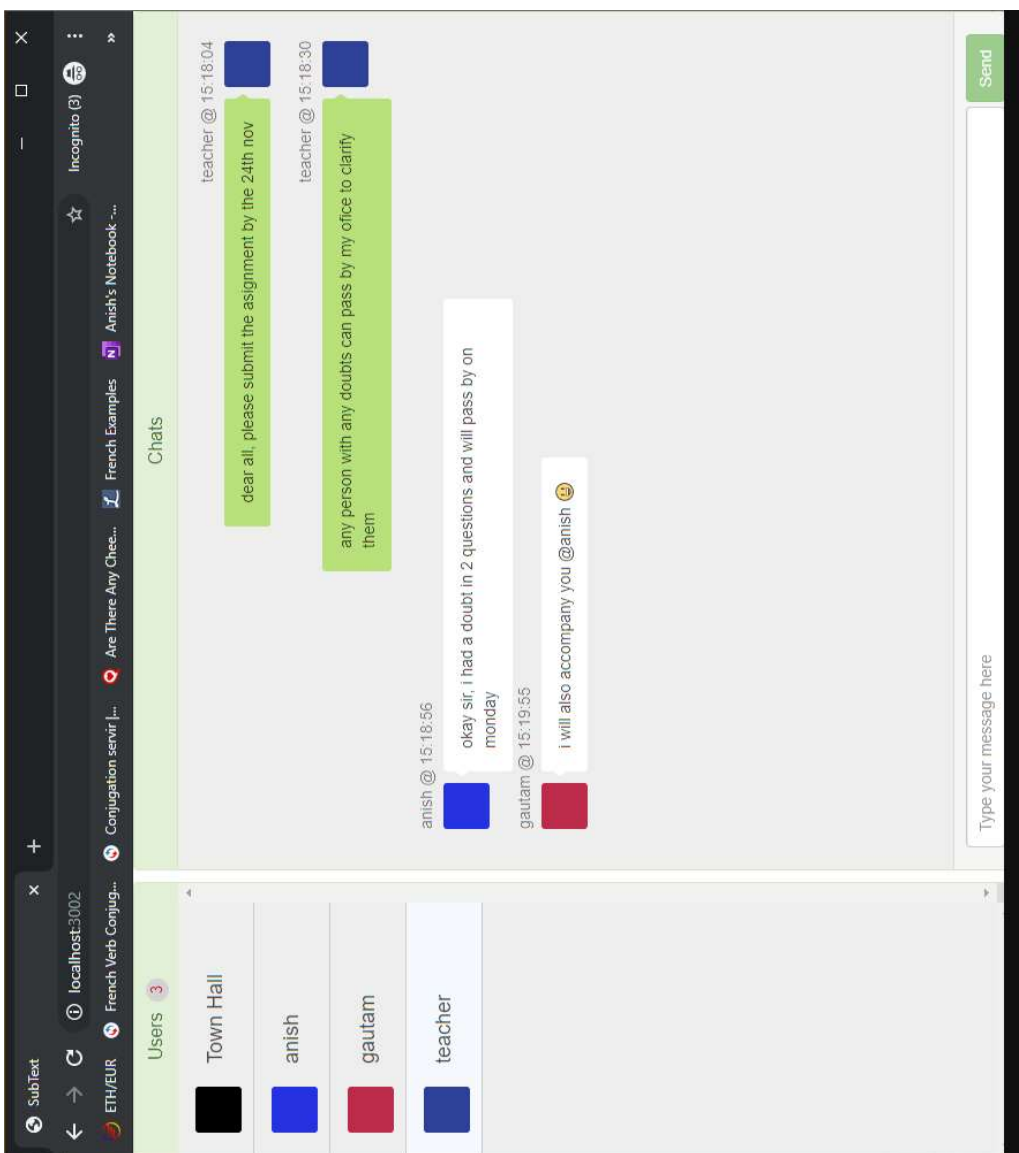 SubText
Incognito (3)
localhost:3002
ETH/EUR
French Verb Conjug...
Conjugation servir |...
Are There Any Chee...
French Examples
Anish's Notebook -...
»
Users 3
Town Hall
anish
gautam
teacher
Chats
teacher @ 15:18:04
dear all, please submit the asignment by the 24th nov
teacher @ 15:18:30
any person with any doubts can pass by my ofice to clarify
them
anish @ 15:18:56
okay sir, i had a doubt in 2 questions and will pass by on
monday
gautam @ 15:19:55
i will also accompany you @anish 😃
Type your message here
Send